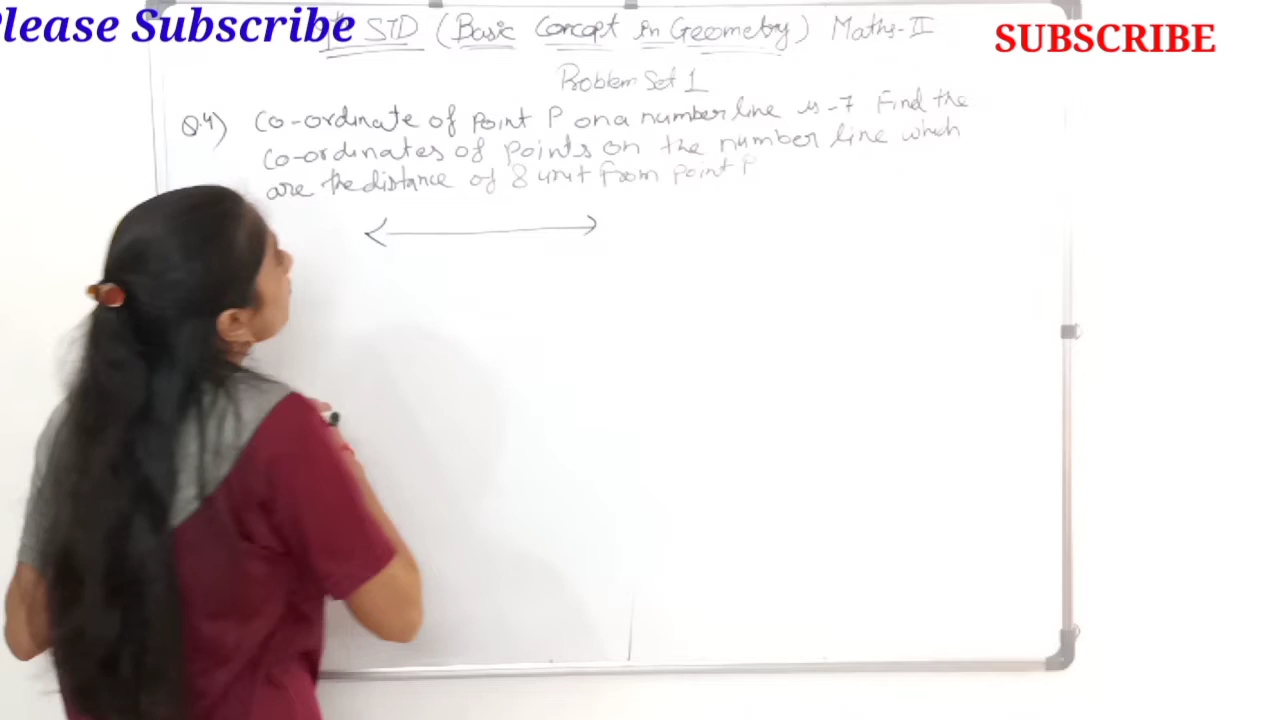 Please Subscribe
SUBSCRIBE
STD (Basic Concept in Geometry) Maths-II
Problem Set 1
Q.4) Co-ordinate of point P on a number line is -7 Find the
Co-ordinates of points on the number line which
are the distance of 8 unit from point P